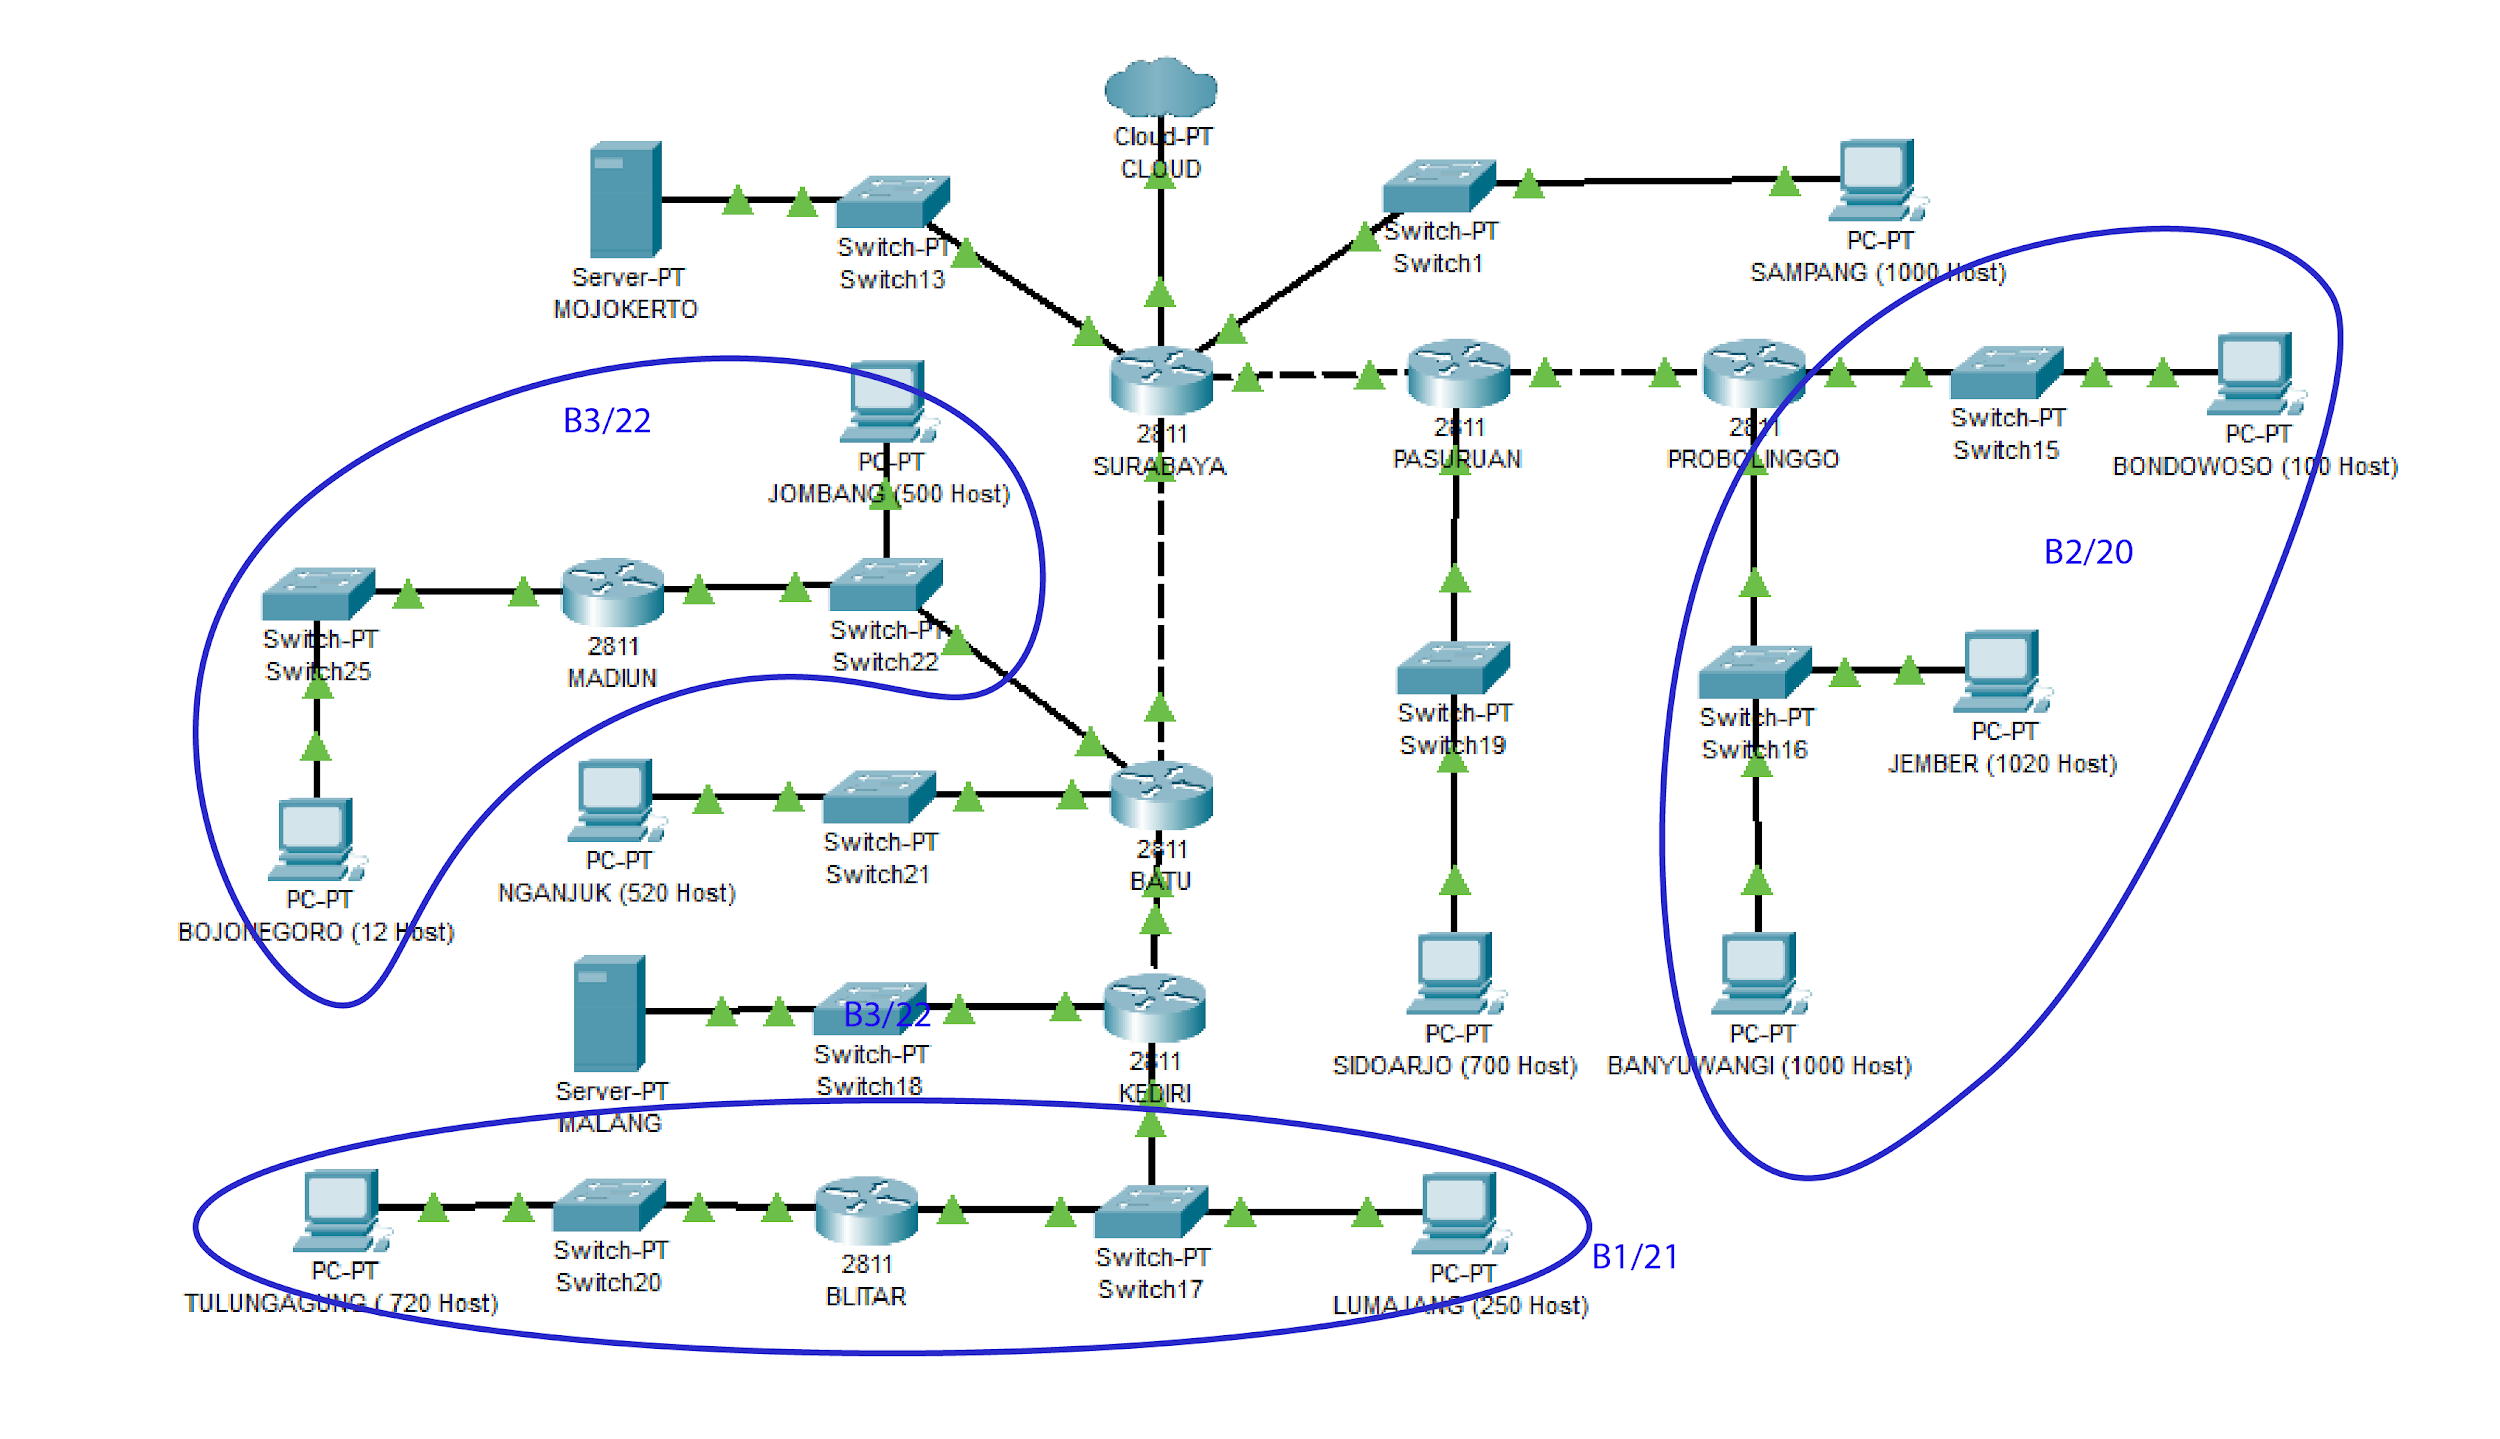 Cloud-PT
CLOUD
Switch-PT
Switch13
Server-PT
MOJOKERTO
Switch-PT
Switch1
PC-PT
SAMPANG (1000 Host)
B3/22
PC-PT
JOMBANG (500 Host)
2811
SURABAYA
2811
PASURUAN
2811
PROBOLINGGO
Switch-PT
Switch15
PC-PT
BONDOWOSO (100 Host)
B2/20
Switch-PT
Switch25
2811
MADIUN
Switch-PT
Switch22
Switch-PT
Switch19
Switch-PT
Switch16
PC-PT
JEMBER (1020 Host)
PC-PT
BOJONEGORO (12 Host)
PC-PT
NGANJUK (520 Host)
Switch-PT
Switch21
2811
BATU
B3/22
Server-PT
MALANG
Switch-PT
Switch18
2811
KEDIRI
PC-PT
SIDOARJO (700 Host)
PC-PT
BANYUWANGI (1000 Host)
PC-PT
TULUNGAGUNG ( 720 Host)
Switch-PT
Switch20
2811
BLITAR
Switch-PT
Switch17
PC-PT
LUMAJANG (250 Host)
B1/21